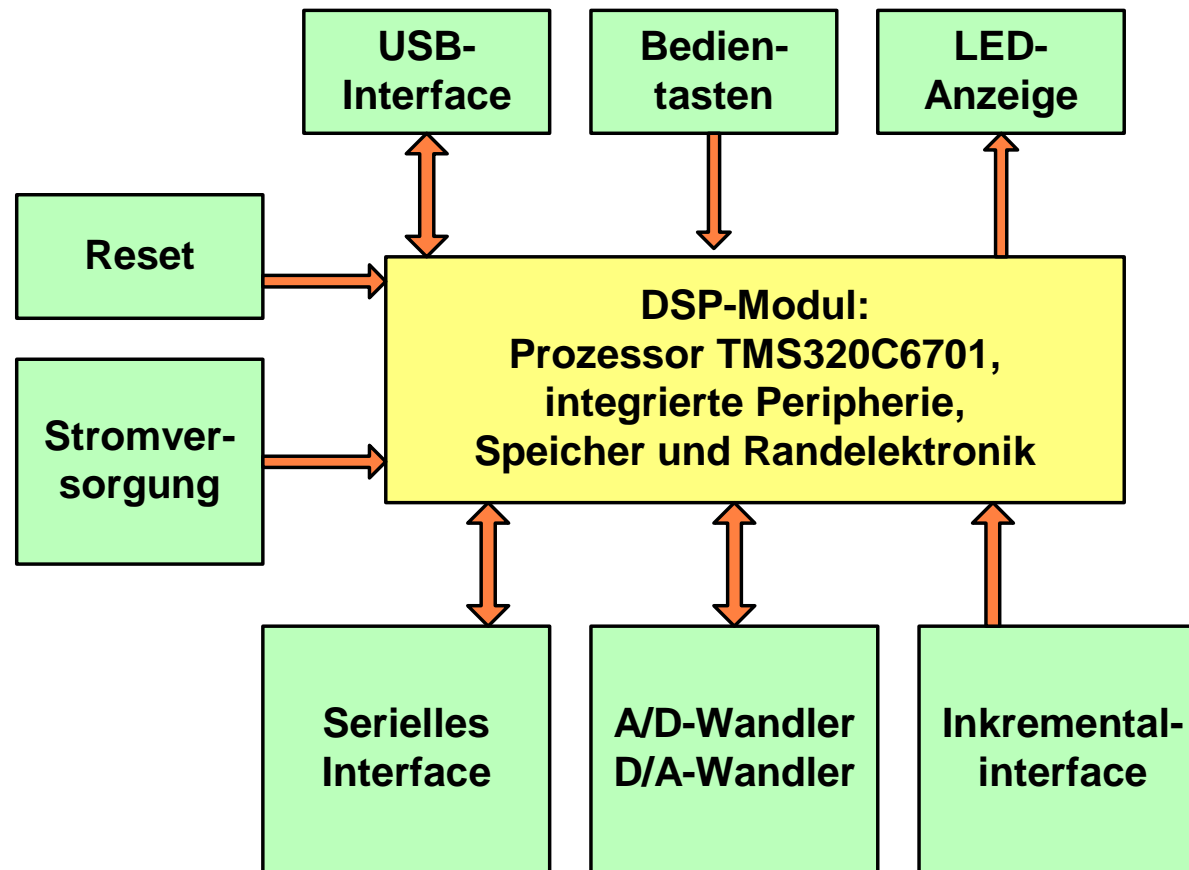 USB-
Interface
Bedien-
tasten
LED-
Anzeige
Reset
DSP-Modul:
Prozessor TMS320C6701,
integrierte Peripherie,
Speicher und Randelektronik
Stromver-
sorgung
Serielles
Interface
A/D-Wandler
D/A-Wandler
Inkremental-
interface